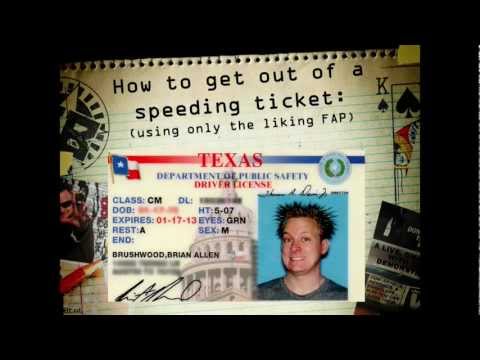 How to get out of a
speeding ticket:
(using only the liking FAP)
K
TEXAS
DEPARTMENT OF PUBLIC SAFETY
DRIVER LICENSE
DIRECTOR
CLASS: CM DL:
DOB: HT: 5-07
EXPIRES: 01-17-13 EYES: GRN
REST: A SEX: M
END:
BRUSHWOOD, BRIAN ALLEN
A LIVE